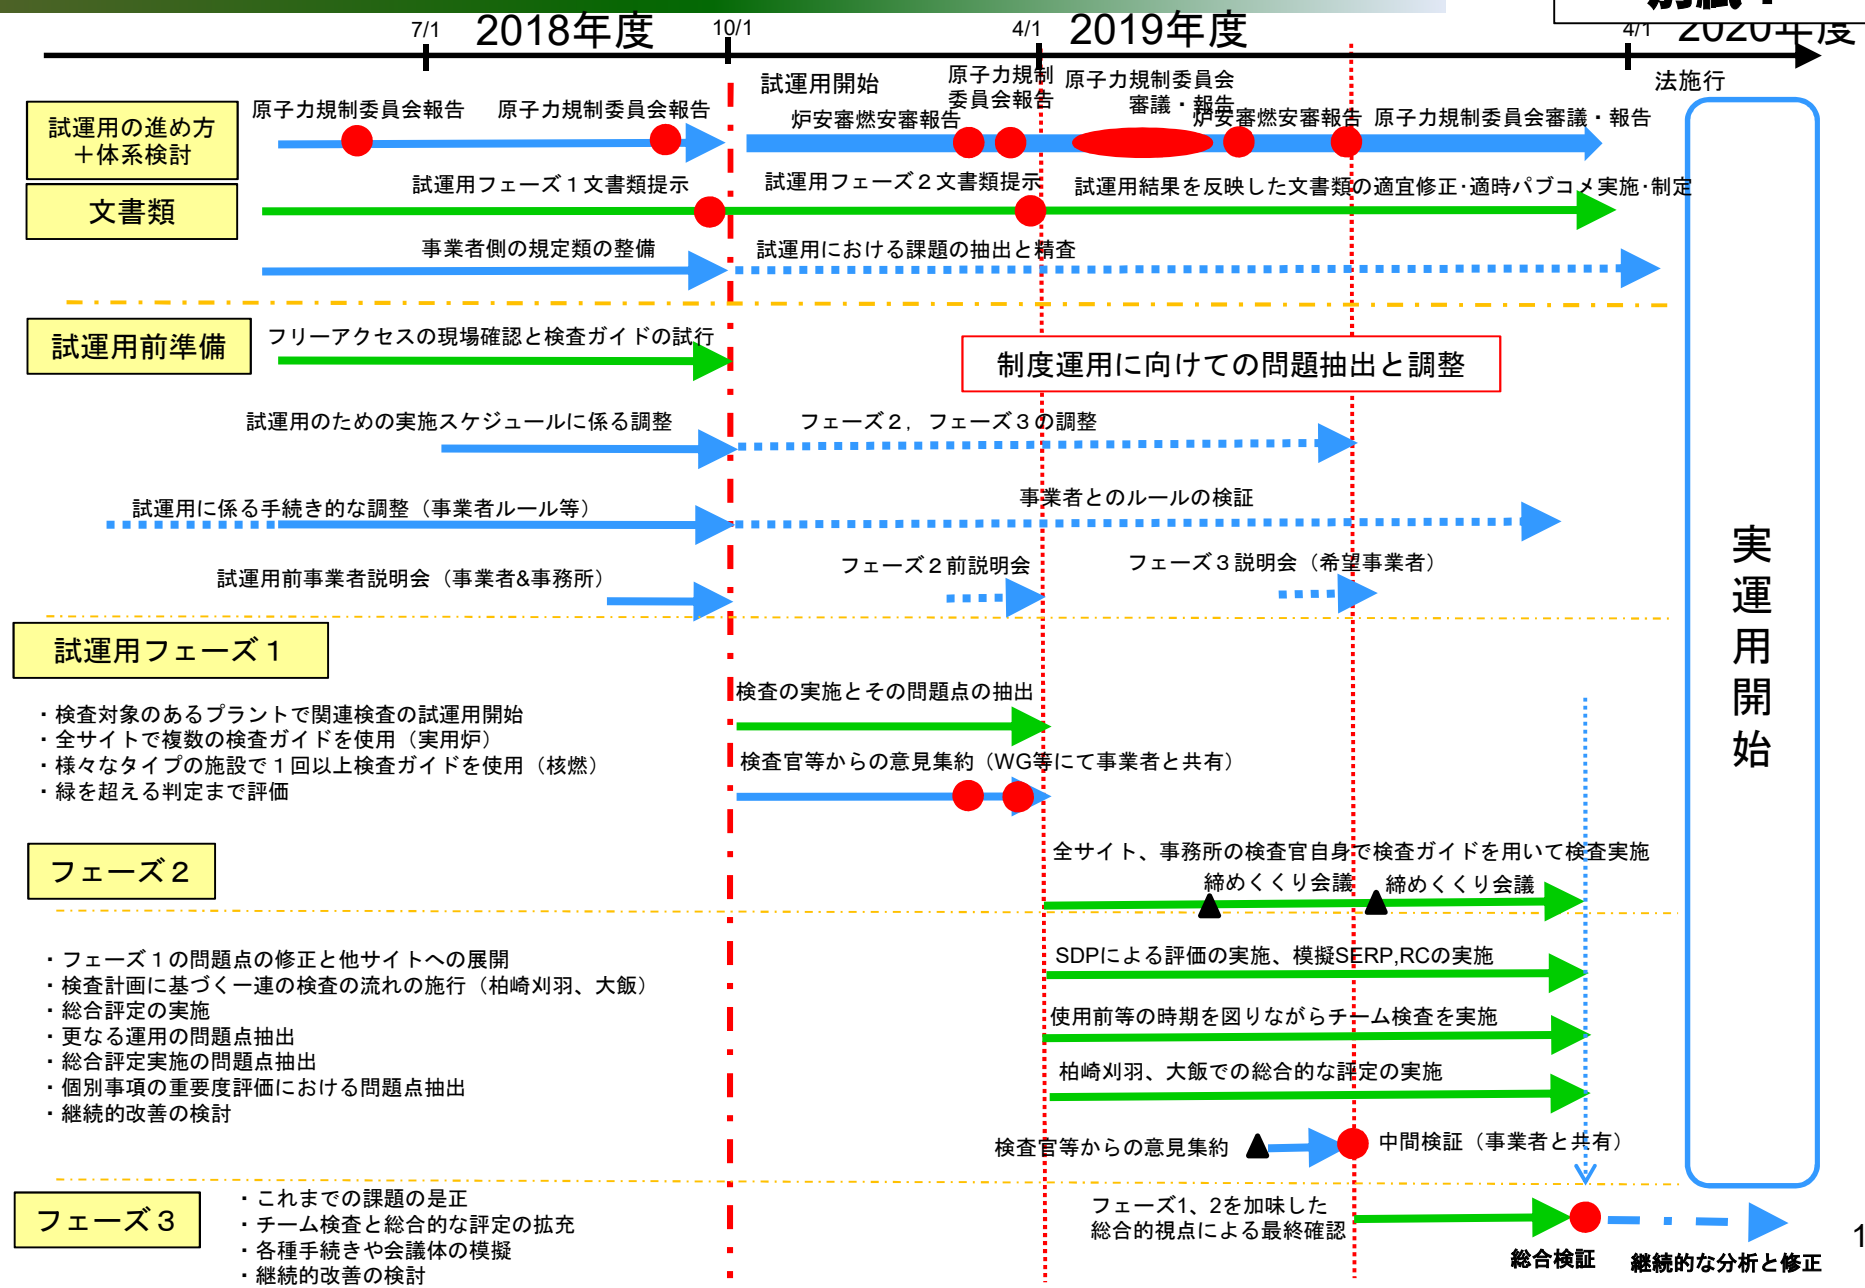 7/1
2018年度
10/1
4/1
2019年度
4/1
2020年度
試運用の進め方
＋体系検討
原子力規制委員会報告
原子力規制委員会報告
試運用開始
炉安審燃安審報告
原子力規制
委員会報告
原子力規制委員会
審議・報告
炉安審燃安審報告
原子力規制委員会審議・報告
法施行
文書類
試運用フェーズ１文書類提示
試運用フェーズ２文書類提示
試運用結果を反映した文書類の適宜修正･適時パブコメ実施･制定
事業者側の規定類の整備
試運用における課題の抽出と精査
試運用前準備
フリーアクセスの現場確認と検査ガイドの試行
制度運用に向けての問題抽出と調整
試運用のための実施スケジュールに係る調整
フェーズ２，フェーズ３の調整
試運用に係る手続き的な調整（事業者ルール等）
事業者とのルールの検証
試運用前事業者説明会（事業者&事務所）
フェーズ２前説明会
フェーズ３説明会（希望事業者）
実運用開始
試運用フェーズ１
・検査対象のあるプラントで関連検査の試運用開始
・全サイトで複数の検査ガイドを使用（実用炉）
・様々なタイプの施設で１回以上検査ガイドを使用（核燃）
・緑を超える判定まで評価
検査の実施とその問題点の抽出
検査官等からの意見集約（WG等にて事業者と共有）
フェーズ２
全サイト、事務所の検査官自身で検査ガイドを用いて検査実施
締めくくり会議
締めくくり会議
・フェーズ１の問題点の修正と他サイトへの展開
・検査計画に基づく一連の検査の流れの施行（柏崎刈羽、大飯）
・総合評定の実施
・更なる運用の問題点抽出
・総合評定実施の問題点抽出
・個別事項の重要度評価における問題点抽出
・継続的改善の検討
SDPによる評価の実施、模擬SERP,RCの実施
使用前等の時期を図りながらチーム検査を実施
柏崎刈羽、大飯での総合的な評定の実施
検査官等からの意見集約
中間検証（事業者と共有）
フェーズ３
・これまでの課題の是正
・チーム検査と総合的な評定の拡充
・各種手続きや会議体の模擬
・継続的改善の検討
フェーズ1、2を加味した
総合的視点による最終確認
総合検証
継続的な分析と修正
1